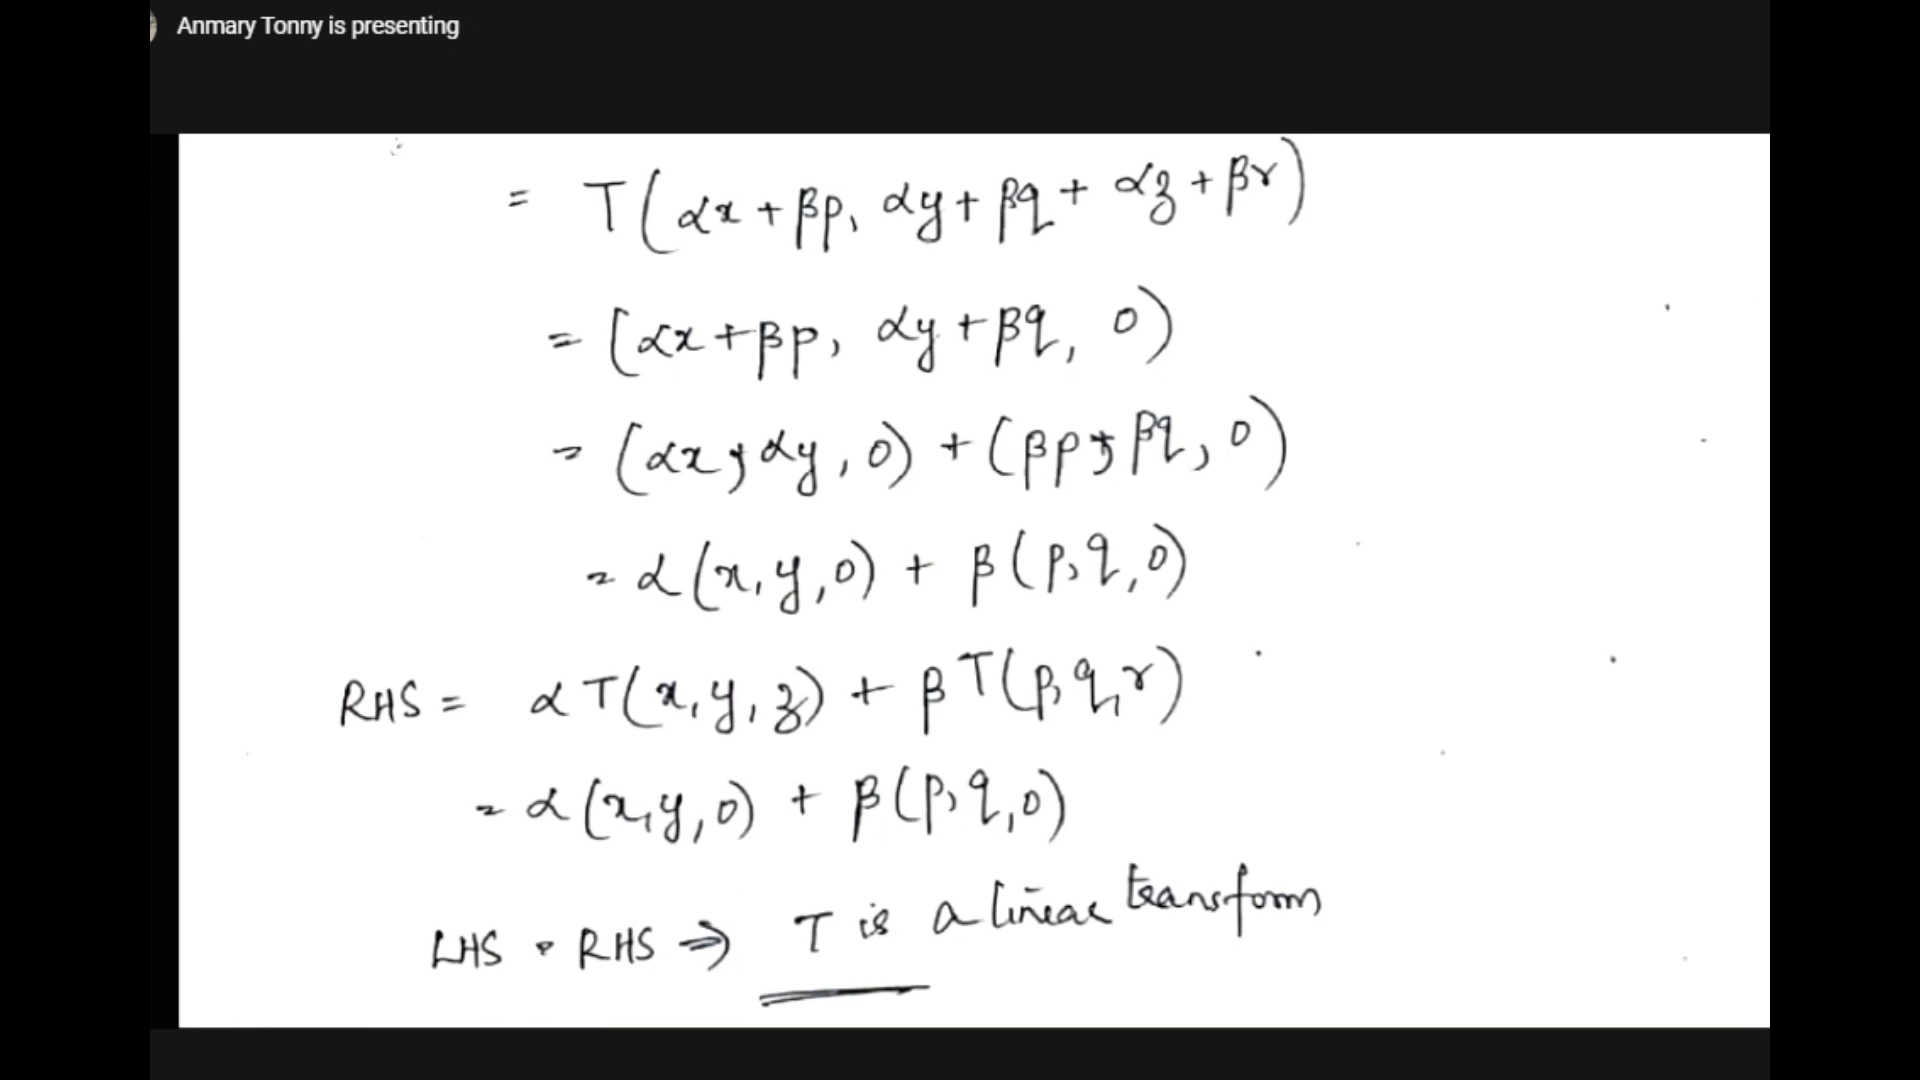 Anmary Tonny is presenting
= T(αx + βp, αy + βq + αz + βr)
= (αx + βp, αy + βq, 0)
= (αx, αy, 0) + (βp, βq, 0)
= α(x, y, 0) + β(p, q, 0)
RHS = αT(x, y, z) + βT(p, q, r)
= α(x, y, 0) + β(p, q, 0)
LHS = RHS ⇒ T is a linear transform